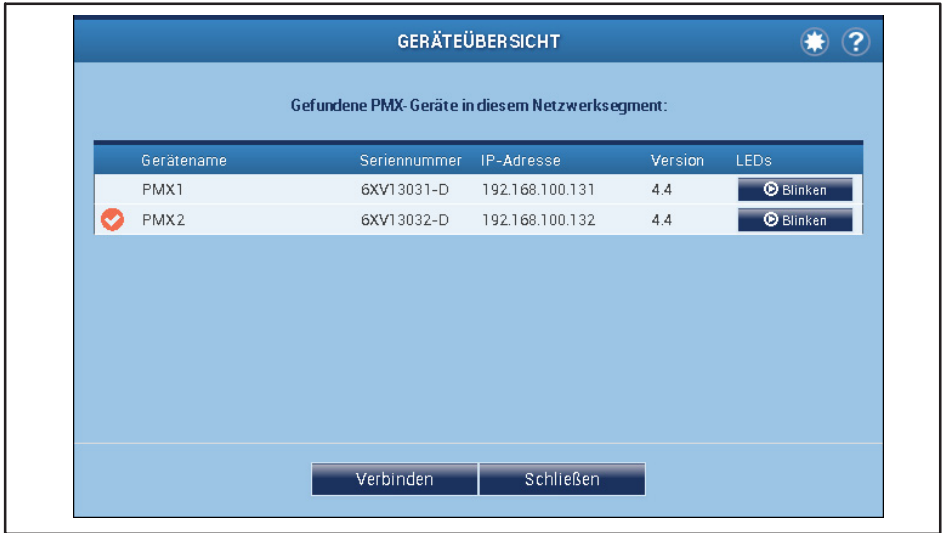 GERÄTEÜBERSICHT ?
Gefundene PMX-Geräte in diesem Netzwerksegment:
Gerätename Seriennummer IP-Adresse Version LEDs
PMX1 6XV13031-D 192.168.100.131 4.4 Blinken
PMX2 6XV13032-D 192.168.100.132 4.4 Blinken
Verbinden Schließen